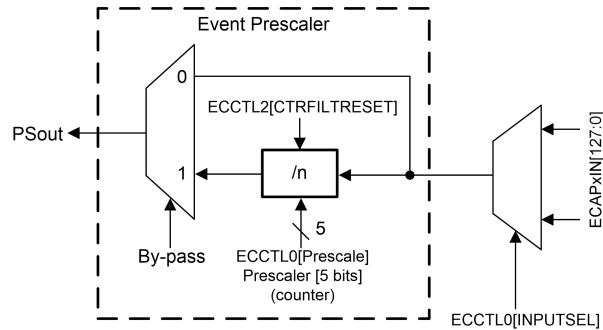 Event Prescaler
0
ECCTL2[CTRFILTRESET]
PSout
1
/n
5
By-pass
ECCTL0[Prescale]
Prescaler [5 bits]
(counter)
ECAPxIN[127:0]
ECCTL0[INPUTSEL]